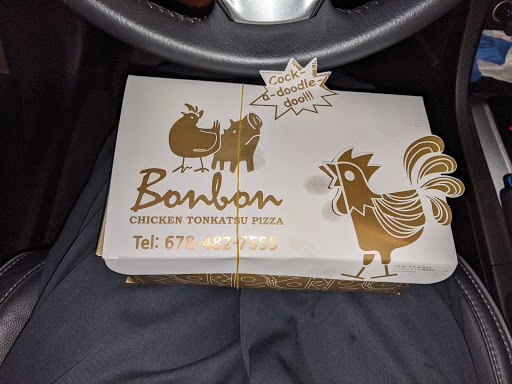 Cock-
a-doodle-
doo!!!
Bonbon
CHICKEN TONKATSU PIZZA
Tel: 678-482-7555